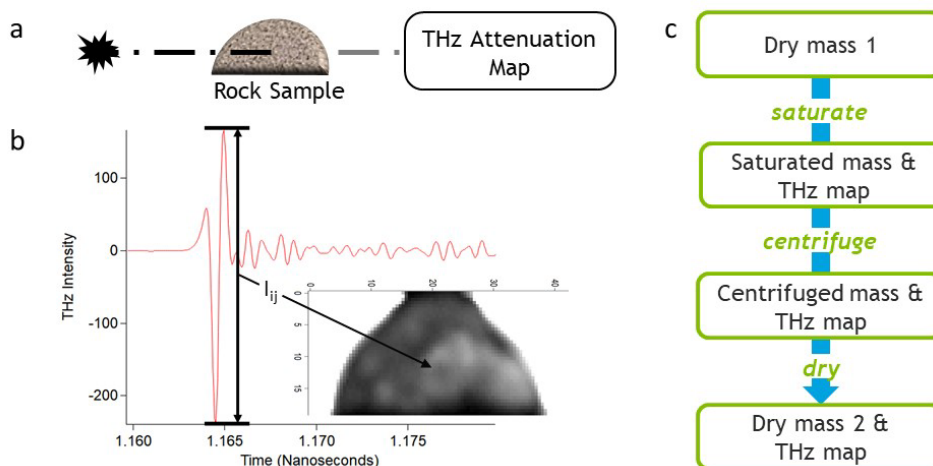 a
THz Attenuation
Map
Rock Sample
b
100
0
-100
-200
THz Intensity
1.160
1.165
1.170
1.175
Time (Nanoseconds)
Iij
0
10
20
30
40
0
5
10
15
c
Dry mass 1
saturate
Saturated mass &
THz map
centrifuge
Centrifuged mass &
THz map
dry
Dry mass 2 &
THz map